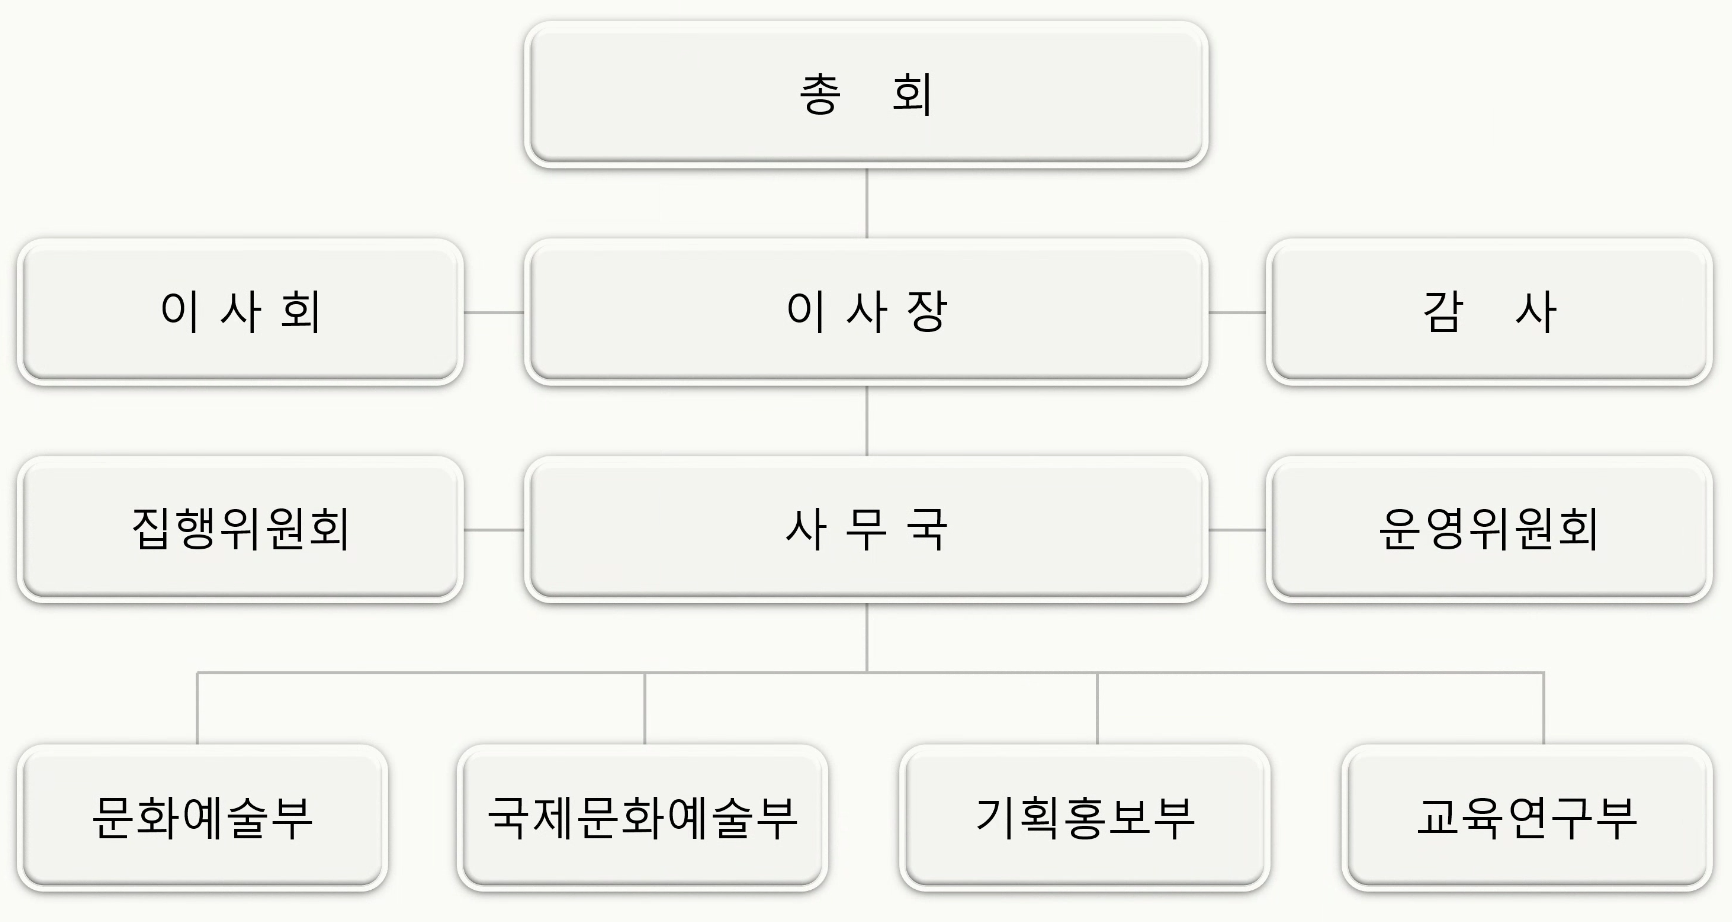 총 회
이 사 회
이 사 장
감 사
집행위원회
사 무 국
운영위원회
문화예술부
국제문화예술부
기획홍보부
교육연구부